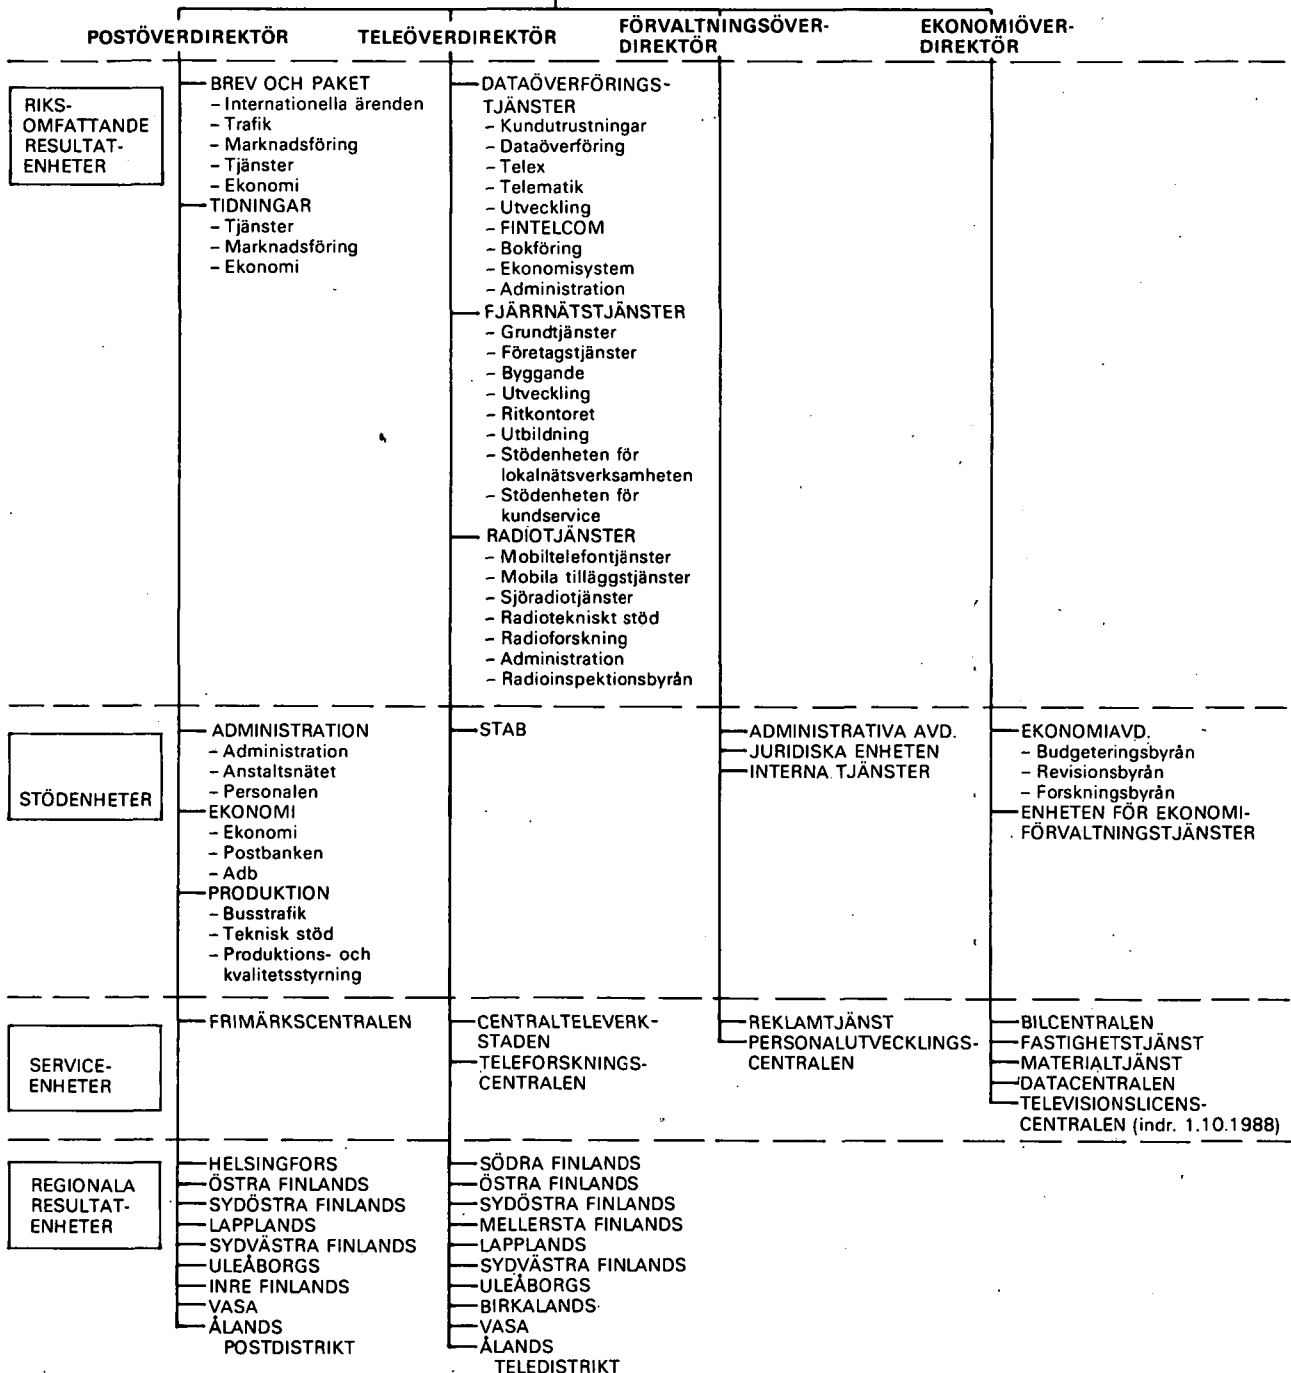 POSTÖVERDIREKTÖR
TELEÖVERDIREKTÖR
FÖRVALTNINGSÖVER-
DIREKTÖR
EKONOMIÖVER-
DIREKTÖR
RIKS-
OMFATTANDE
RESULTAT-
ENHETER
BREV OCH PAKET
– Internationella ärenden
– Trafik
– Marknadsföring
– Tjänster
– Ekonomi
TIDNINGAR
– Tjänster
– Marknadsföring
– Ekonomi
DATAÖVERFÖRINGS-
TJÄNSTER
– Kundutrustningar
– Dataöverföring
– Telex
– Telematik
– Utveckling
– FINTELCOM
– Bokföring
– Ekonomisystem
– Administration
FJÄRRNÄTSTJÄNSTER
– Grundtjänster
– Företagstjänster
– Byggande
– Utveckling
– Ritkontoret
– Utbildning
– Stödenheten för
lokalnätsverksamheten
– Stödenheten för
kundservice
RADIOTJÄNSTER
– Mobiltelefontjänster
– Mobila tilläggstjänster
– Sjöradiotjänster
– Radiotekniskt stöd
– Radioforskning
– Administration
– Radioinspektionsbyrån
STÖDENHETER
ADMINISTRATION
– Administration
– Anstaltsnätet
– Personalen
EKONOMI
– Ekonomi
– Postbanken
– Adb
PRODUKTION
– Busstrafik
– Teknisk stöd
– Produktions- och
kvalitetsstyrning
STAB
ADMINISTRATIVA AVD.
JURIDISKA ENHETEN
INTERNA TJÄNSTER
EKONOMIAVD.
– Budgeteringsbyrån
– Revisionsbyrån
– Forskningsbyrån
ENHETEN FÖR EKONOMI-
FÖRVALTNINGSTJÄNSTER
SERVICE-
ENHETER
FRIMÄRKSCENTRALEN
CENTRALTELEVERK-
STADEN
TELEFORSKNINGS-
CENTRALEN
REKLAMTJÄNST
PERSONALUTVECKLINGS-
CENTRALEN
BILCENTRALEN
FASTIGHETSTJÄNST
MATERIALTJÄNST
DATACENTRALEN
TELEVISIONSLICENS-
CENTRALEN (indr. 1.10.1988)
REGIONALA
RESULTAT-
ENHETER
HELSINGFORS
ÖSTRA FINLANDS
SYDÖSTRA FINLANDS
LAPPLANDS
SYDVÄSTRA FINLANDS
ULEÅBORGS
INRE FINLANDS
VASA
ÅLANDS
POSTDISTRIKT
SÖDRA FINLANDS
ÖSTRA FINLANDS
SYDÖSTRA FINLANDS
MELLERSTA FINLANDS
LAPPLANDS
SYDVÄSTRA FINLANDS
ULEÅBORGS
BIRKALANDS
VASA
ÅLANDS
TELEDISTRIKT